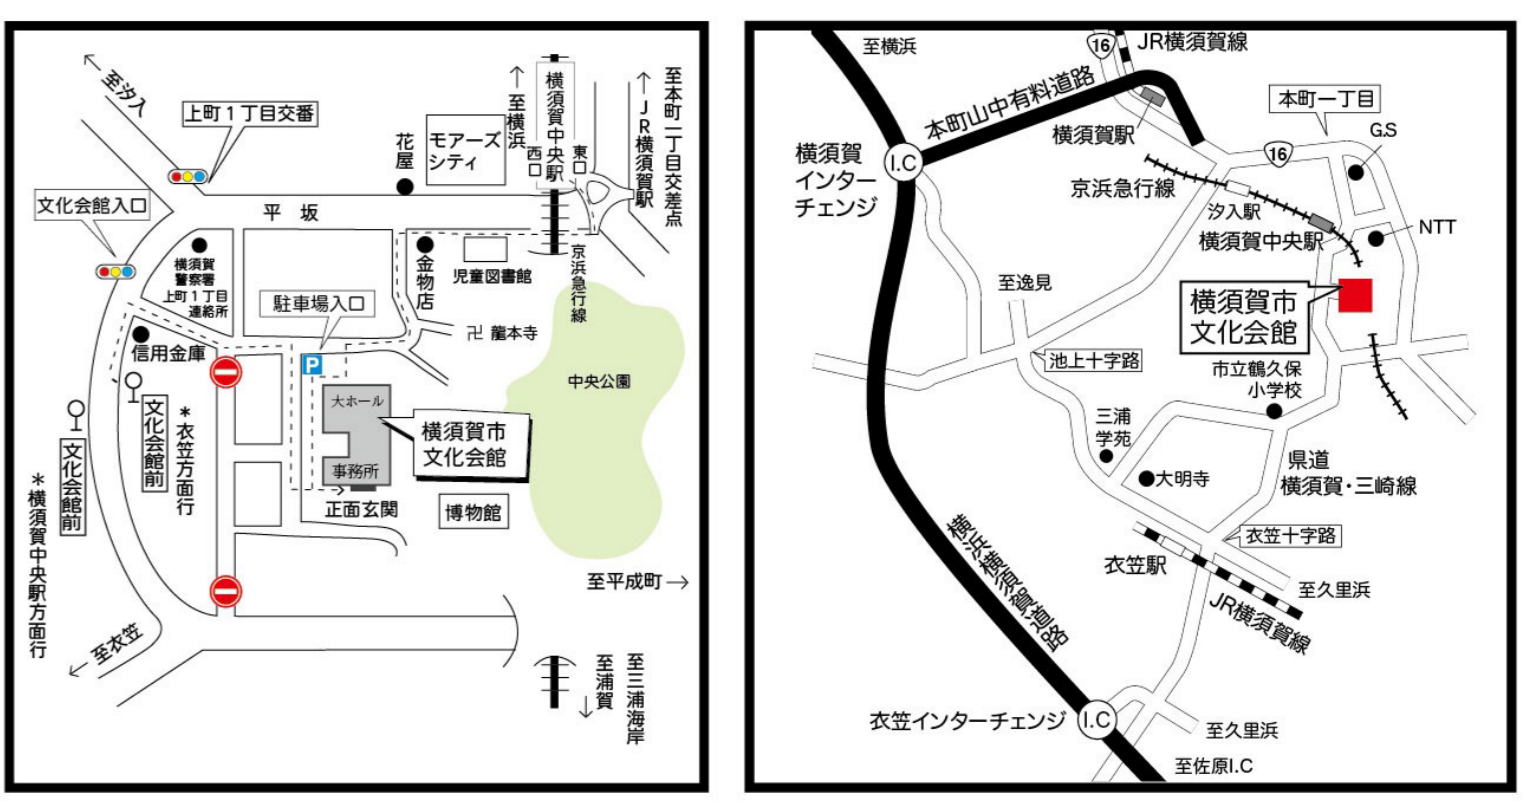 至汐入
上町1丁目交番
文化会館入口
花屋
モアーズ
シティ
至横浜
横須賀中央駅
西口
東口
JR横須賀駅
至本町一丁目交差点
平坂
横須賀
警察署
上町1丁目
連絡所
金物店
児童図書館
京浜急行線
駐車場入口
卍 龍本寺
信用金庫
P
中央公園
大ホール
事務所
横須賀市
文化会館
正面玄関
博物館
文化会館前
*衣笠方面行
文化会館前
*横須賀中央駅方面行
至平成町
至衣笠
至浦賀
至三浦海岸
至横浜
16
JR横須賀線
本町山中有料道路
横須賀駅
本町一丁目
G.S
16
横須賀
インター
チェンジ
I.C
京浜急行線
汐入駅
横須賀中央駅
NTT
至逸見
横須賀市
文化会館
池上十字路
市立鶴久保
小学校
三浦
学苑
大明寺
県道
横須賀・三崎線
衣笠十字路
衣笠駅
至久里浜
JR横須賀線
横浜横須賀道路
衣笠インターチェンジ
I.C
至久里浜
至佐原I.C